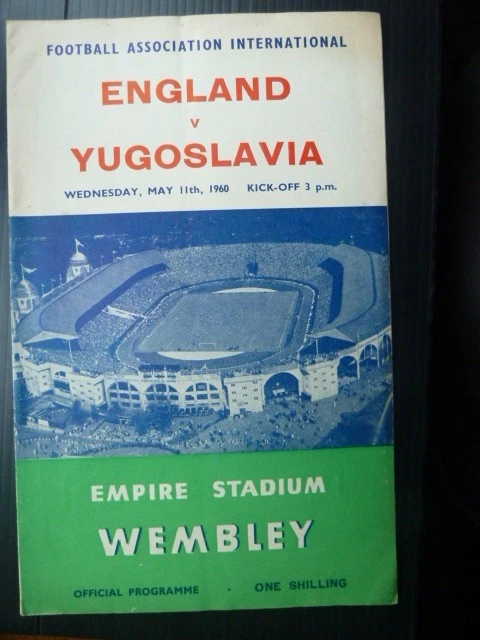 FOOTBALL ASSOCIATION INTERNATIONAL
ENGLAND
v
YUGOSLAVIA
WEDNESDAY, MAY 11th, 1960 KICK-OFF 3 p.m.
EMPIRE STADIUM
WEMBLEY
OFFICIAL PROGRAMME · ONE SHILLING